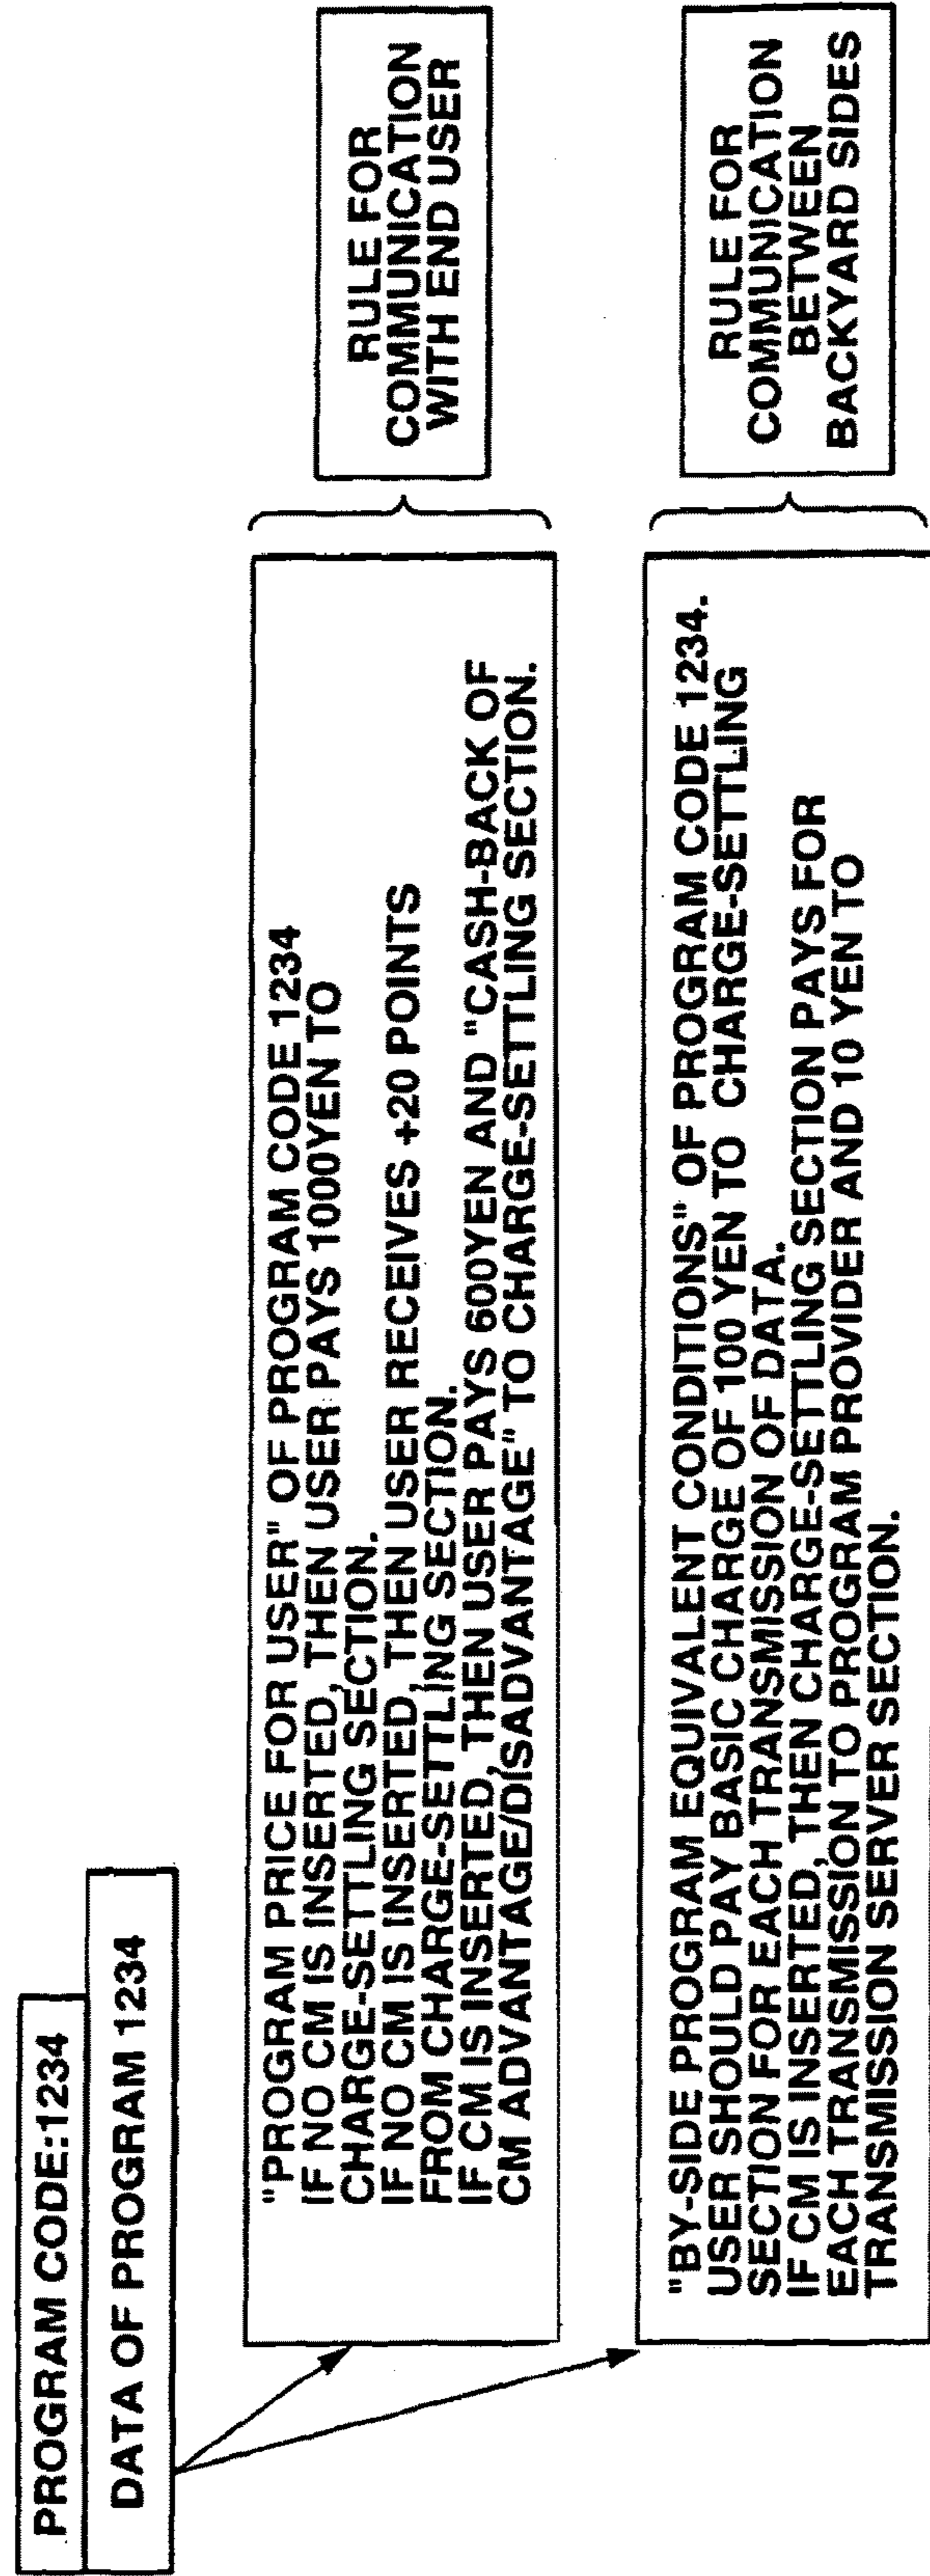 PROGRAM CODE:1234
DATA OF PROGRAM 1234
"PROGRAM PRICE FOR USER" OF PROGRAM CODE 1234
IF NO CM IS INSERTED, THEN USER PAYS 1000YEN TO
CHARGE-SETTLING SECTION.
IF NO CM IS INSERTED, THEN USER RECEIVES +20 POINTS
FROM CHARGE-SETTLING SECTION.
IF CM IS INSERTED, THEN USER PAYS 600YEN AND "CASH-BACK OF
CM ADVANTAGE/DISADVANTAGE" TO CHARGE-SETTLING SECTION.
RULE FOR
COMMUNICATION
WITH END USER
"BY-SIDE PROGRAM EQUIVALENT CONDITIONS" OF PROGRAM CODE 1234.
USER SHOULD PAY BASIC CHARGE OF 100 YEN TO CHARGE-SETTLING
SECTION FOR EACH TRANSMISSION OF DATA.
IF CM IS INSERTED, THEN CHARGE-SETTLING SECTION PAYS FOR
EACH TRANSMISSION TO PROGRAM PROVIDER AND 10 YEN TO
TRANSMISSION SERVER SECTION.
RULE FOR
COMMUNICATION
BETWEEN
BACKYARD SIDES